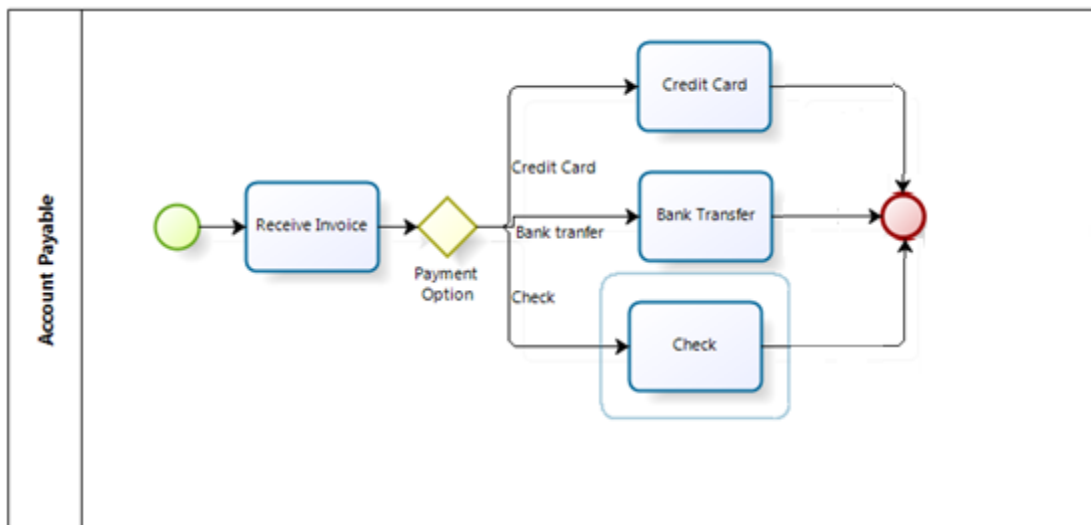 Account Payable
Receive Invoice
Payment
Option
Credit Card
Bank tranfer
Check
Credit Card
Bank Transfer
Check